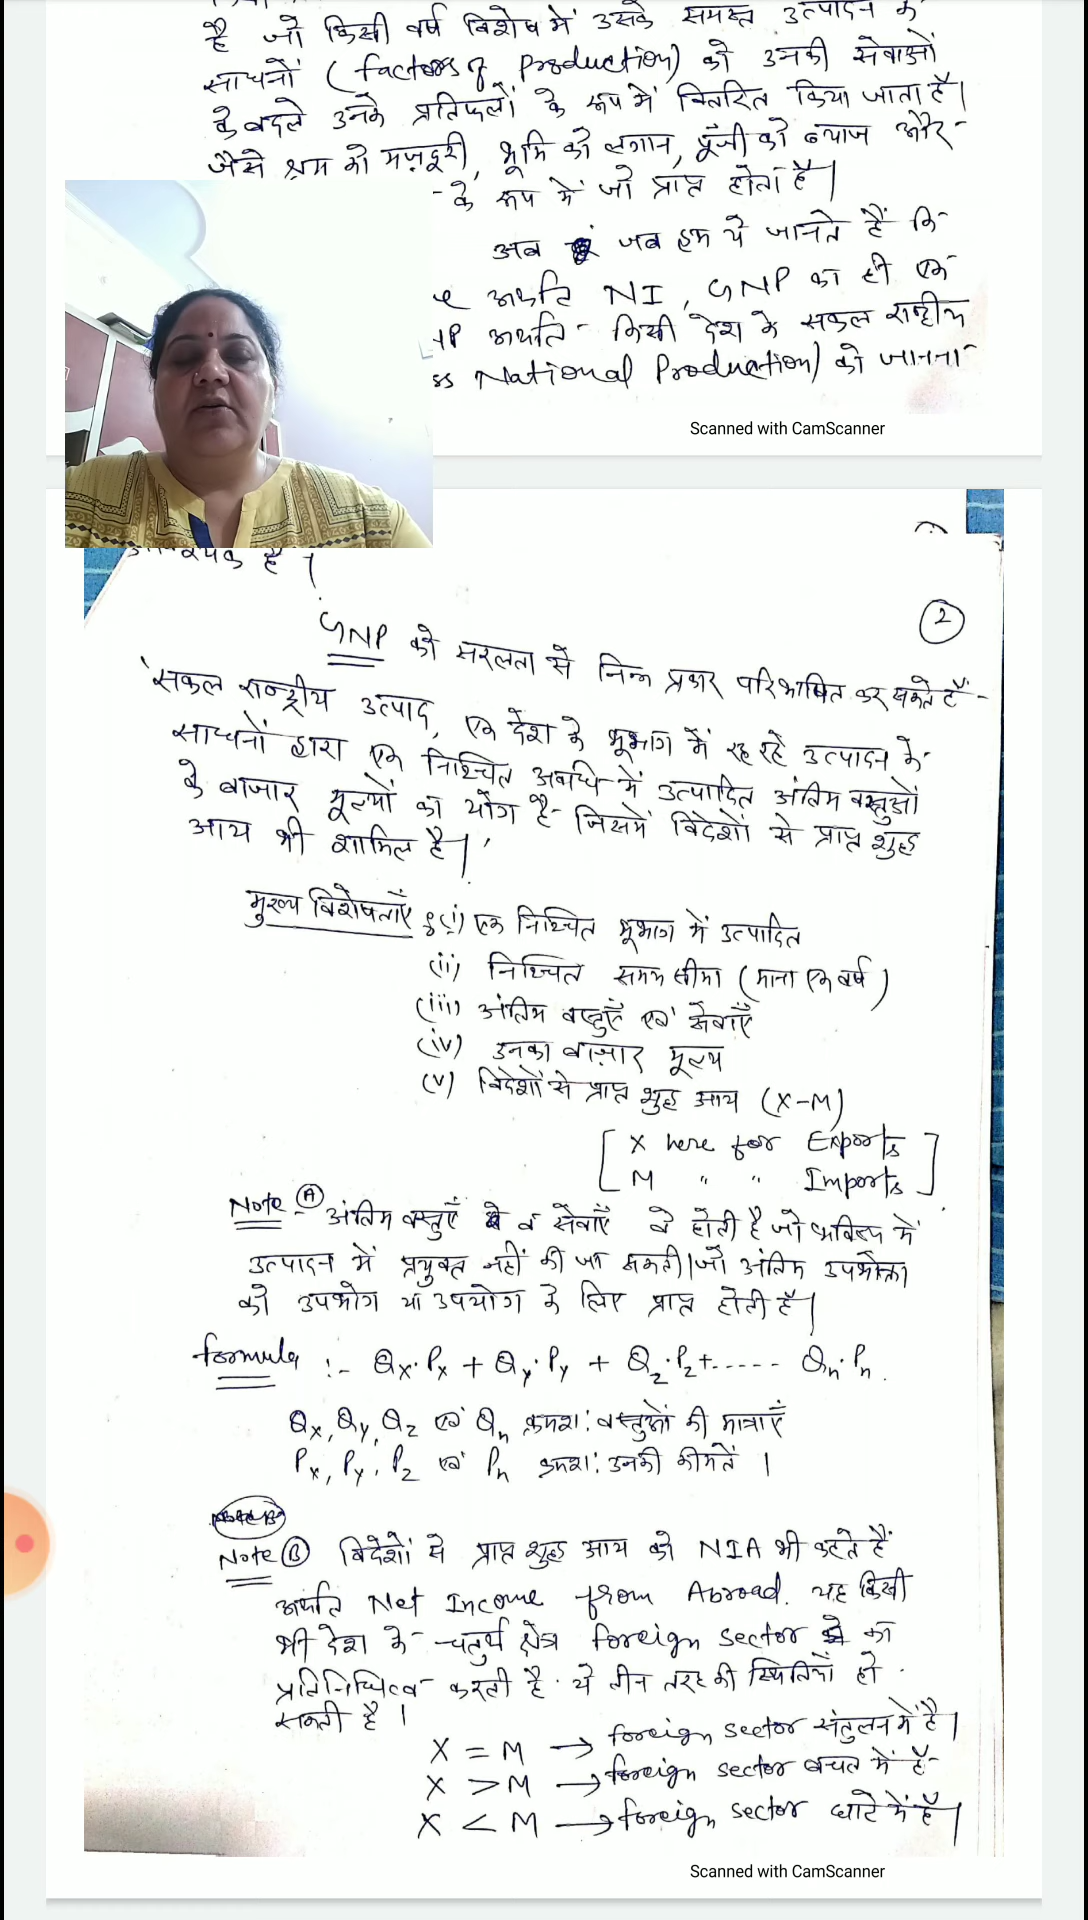 है जो किसी वर्ष विशेष में उसके समस्त उत्पादन के
साधनों (factors of Production) को उनकी सेवाओं
के बदले उनके प्रतिफलों के रूप में वितरित किया जाता है।
जैसे श्रम को मज़दूरी, भूमि को लगान, पूँजी को ब्याज और
के रूप में जो प्राप्त होता है।
अब जब हम ये जानते हैं कि
अर्थात NI, GNP का ही एक
NP अर्थात किसी देश के सकल राष्ट्रीय
ss National Production) को जानना
Scanned with CamScanner
है।
2
GNP को सरलता से निम्न प्रकार परिभाषित कर सकते हैं-
'सकल राष्ट्रीय उत्पाद, एक देश के भूभाग में रह रहे उत्पादन के
साधनों द्वारा एक निश्चित अवधि में उत्पादित अंतिम वस्तुओं
के बाजार मूल्यों का योग है जिसमें विदेशों से प्राप्त शुद्ध
आय भी शामिल है।'
मुख्य विशेषताएँ :- (i) एक निश्चित भूभाग में उत्पादित
(ii) निश्चित समय सीमा (माना एक वर्ष)
(iii) अंतिम वस्तुएँ एवं सेवाएँ
(iv) उनका बाज़ार मूल्य
(v) विदेशों से प्राप्त शुद्ध आय (X-M)
[X here for Exports
M " " Imports]
Note - (A) अंतिम वस्तुएँ व सेवाएँ वे होती है जो भविष्य में
उत्पादन में प्रयुक्त नहीं की जा सकती। जो अंतिम उपभोक्ता
को उपभोग या उपयोग के लिए प्राप्त होती है।
formula :- Qx.Px + Qy.Py + Qz.Pz+..... Qn.Pn.
Qx, Qy, Qz एवं Qn क्रमश: वस्तुओं की मात्राएँ
Px, Py, Pz एवं Pn क्रमश: उनकी कीमतें।
Note (B) विदेशों से प्राप्त शुद्ध आय को NIA भी कहते हैं
अर्थात Net Income from Abroad. यह किसी
भी देश के चतुर्थ क्षेत्र foreign sector का
प्रतिनिधित्व करती है. ये तीन तरह की स्थितियाँ हो
सकती है।
X = M → foreign sector संतुलन में है।
X > M → foreign sector बचत में है
X < M → foreign sector घाटे में है।
Scanned with CamScanner